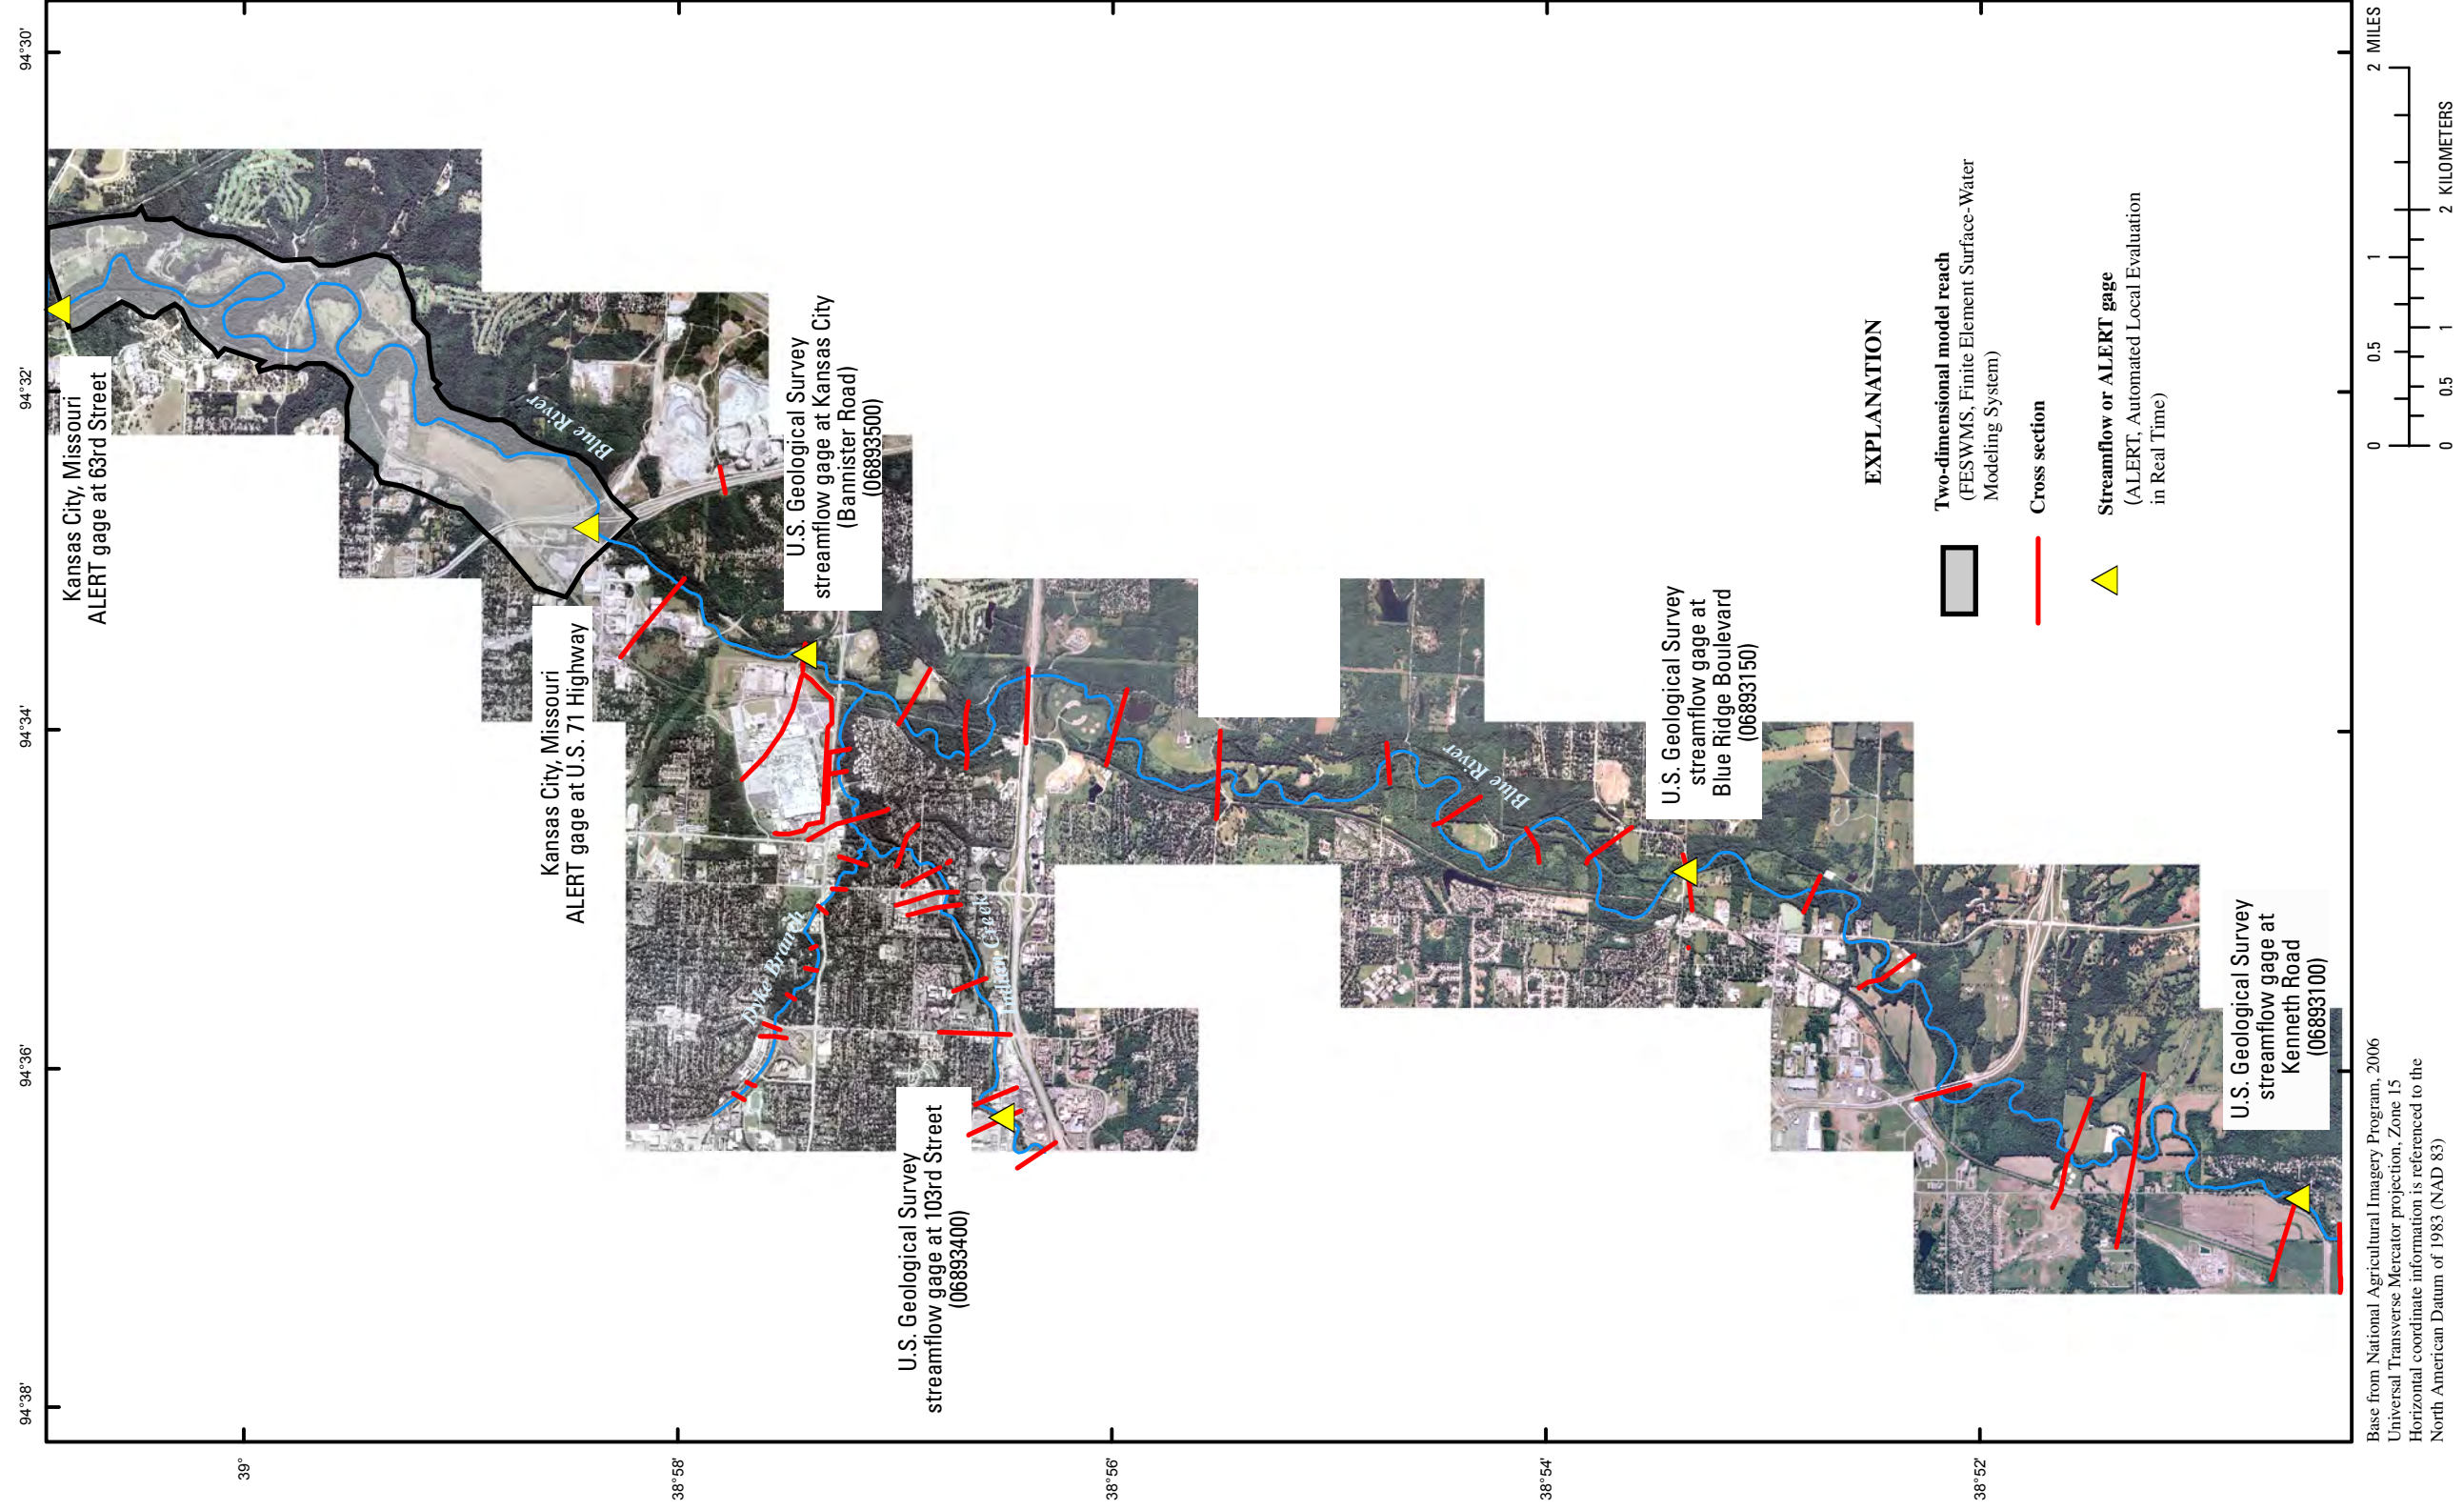 94°38'
94°36'
94°34'
94°32'
94°30'
39°
38°58'
38°56'
38°54'
38°52'
Kansas City, Missouri
ALERT gage at 63rd Street
Kansas City, Missouri
ALERT gage at U.S. 71 Highway
Blue River
U.S. Geological Survey
streamflow gage at Kansas City
(Bannister Road)
(06893500)
Dyke Branch
Indian Creek
U.S. Geological Survey
streamflow gage at 103rd Street
(06893400)
Blue River
U.S. Geological Survey
streamflow gage at
Blue Ridge Boulevard
(06893150)
U.S. Geological Survey
streamflow gage at
Kenneth Road
(06893100)
EXPLANATION
Two-dimensional model reach
(FESWMS, Finite Element Surface-Water
Modeling System)
Cross section
Streamflow or ALERT gage
(ALERT, Automated Local Evaluation
in Real Time)
Base from National Agricultural Imagery Program, 2006
Universal Transverse Mercator projection, Zone 15
Horizontal coordinate information is referenced to the
North American Datum of 1983 (NAD 83)
0 0.5 1 2 MILES
0 0.5 1 2 KILOMETERS